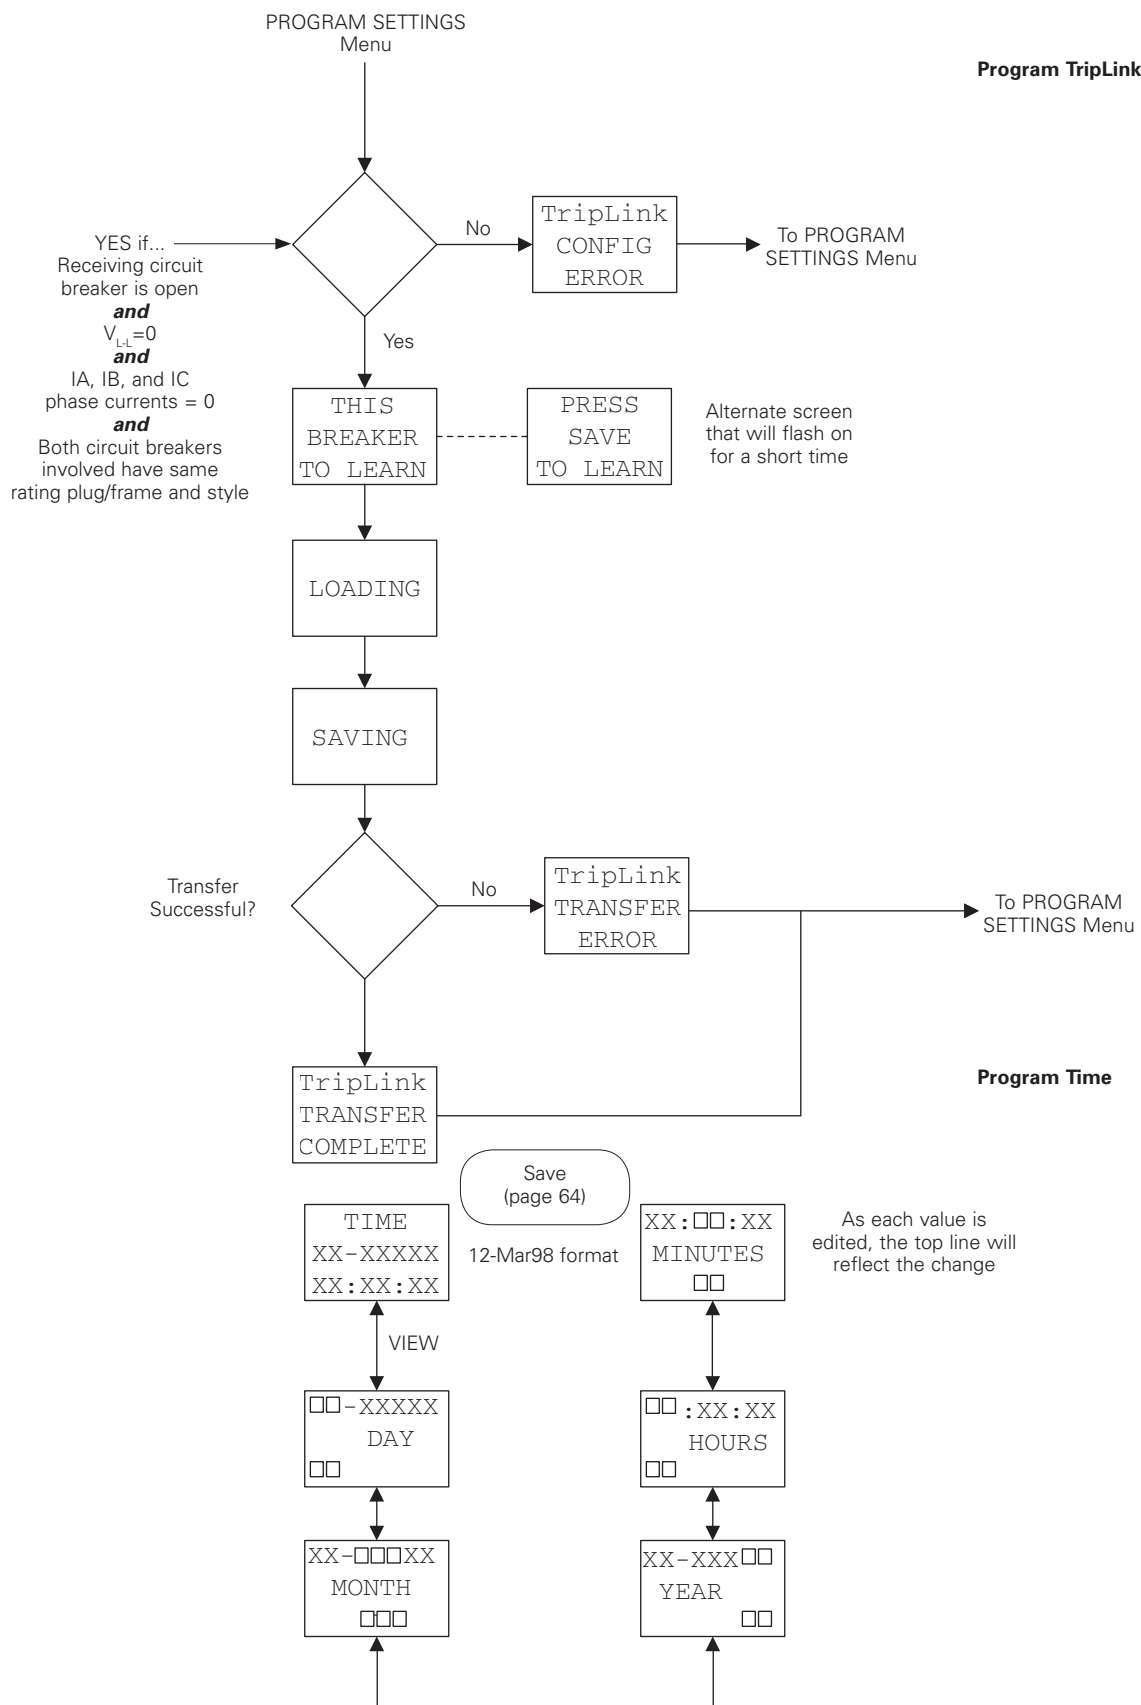 PROGRAM SETTINGS
Menu
Program TripLink
No
TripLink
CONFIG
ERROR
To PROGRAM
SETTINGS Menu
YES if...
Receiving circuit
breaker is open
and
VL-L=0
and
IA, IB, and IC
phase currents = 0
and
Both circuit breakers
involved have same
rating plug/frame and style
Yes
THIS
BREAKER
TO LEARN
PRESS
SAVE
TO LEARN
Alternate screen
that will flash on
for a short time
LOADING
SAVING
Transfer
Successful?
No
TripLink
TRANSFER
ERROR
To PROGRAM
SETTINGS Menu
TripLink
TRANSFER
COMPLETE
Program Time
Save
(page 64)
TIME
XX-XXXXX
XX:XX:XX
12-Mar98 format
XX:□□:XX
MINUTES
□□
As each value is
edited, the top line will
reflect the change
VIEW
□□-XXXXX
DAY
□□
□□:XX:XX
HOURS
□□
XX-□□□XX
MONTH
□□□
XX-XXX□□
YEAR
□□